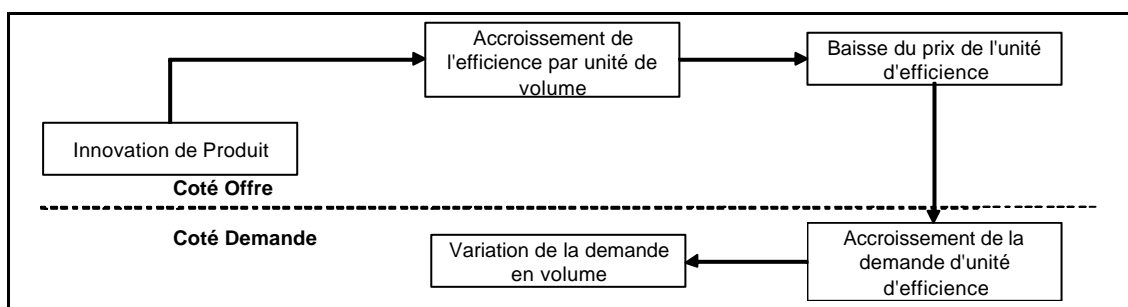 Accroissement de
l'efficience par unité de
volume
Baisse du prix de l'unité
d'efficience
Innovation de Produit
Coté Offre
Coté Demande
Variation de la demande
en volume
Accroissement de la
demande d'unité
d'efficience